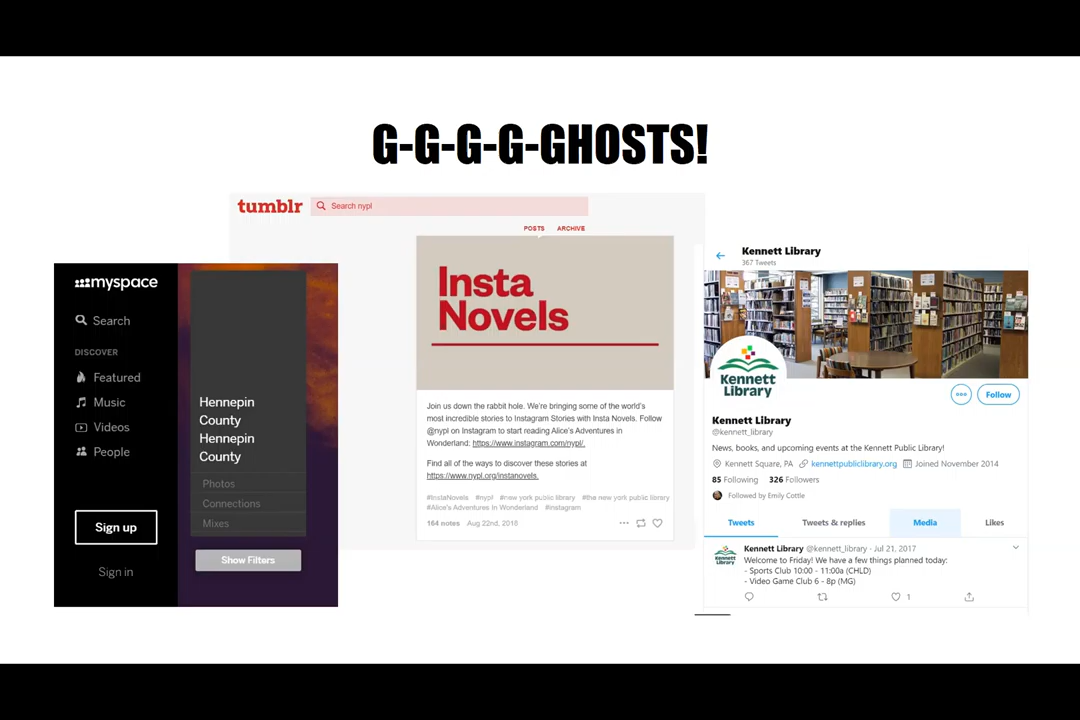 G-G-G-G-GHOSTS!
myspace
Search
DISCOVER
Featured
Music
Videos
People
Sign up
Sign in
Hennepin
County
Hennepin
County
Photos
Connections
Mixes
Show Filters
tumblr
Search nypl
POSTS ARCHIVE
Insta
Novels
Join us down the rabbit hole. We're bringing some of the world's
most incredible stories to Instagram Stories with Insta Novels. Follow
@nypl on Instagram to start reading Alice's Adventures in
Wonderland: https://www.instagram.com/nypl/.
Find all of the ways to discover these stories at
https://www.nypl.org/instanovels.
#InstaNovels #nypl #new york public library #the new york public library
#Alice's Adventures in Wonderland #instagram
164 notes Aug 22nd, 2018
Kennett Library
367 Tweets
Kennett
Library
Follow
Kennett Library
@kennett_library
News, books, and upcoming events at the Kennett Public Library!
Kennett Square, PA kennettpubliclibrary.org Joined November 2014
85 Following 326 Followers
Followed by Emily Cottle
Tweets Tweets & replies Media Likes
Kennett Library @kennett_library · Jul 21, 2017
Welcome to Friday! We have a few things planned today:
- Sports Club 10:00 - 11:00a (CHLD)
- Video Game Club 6 - 8p (MG)
1